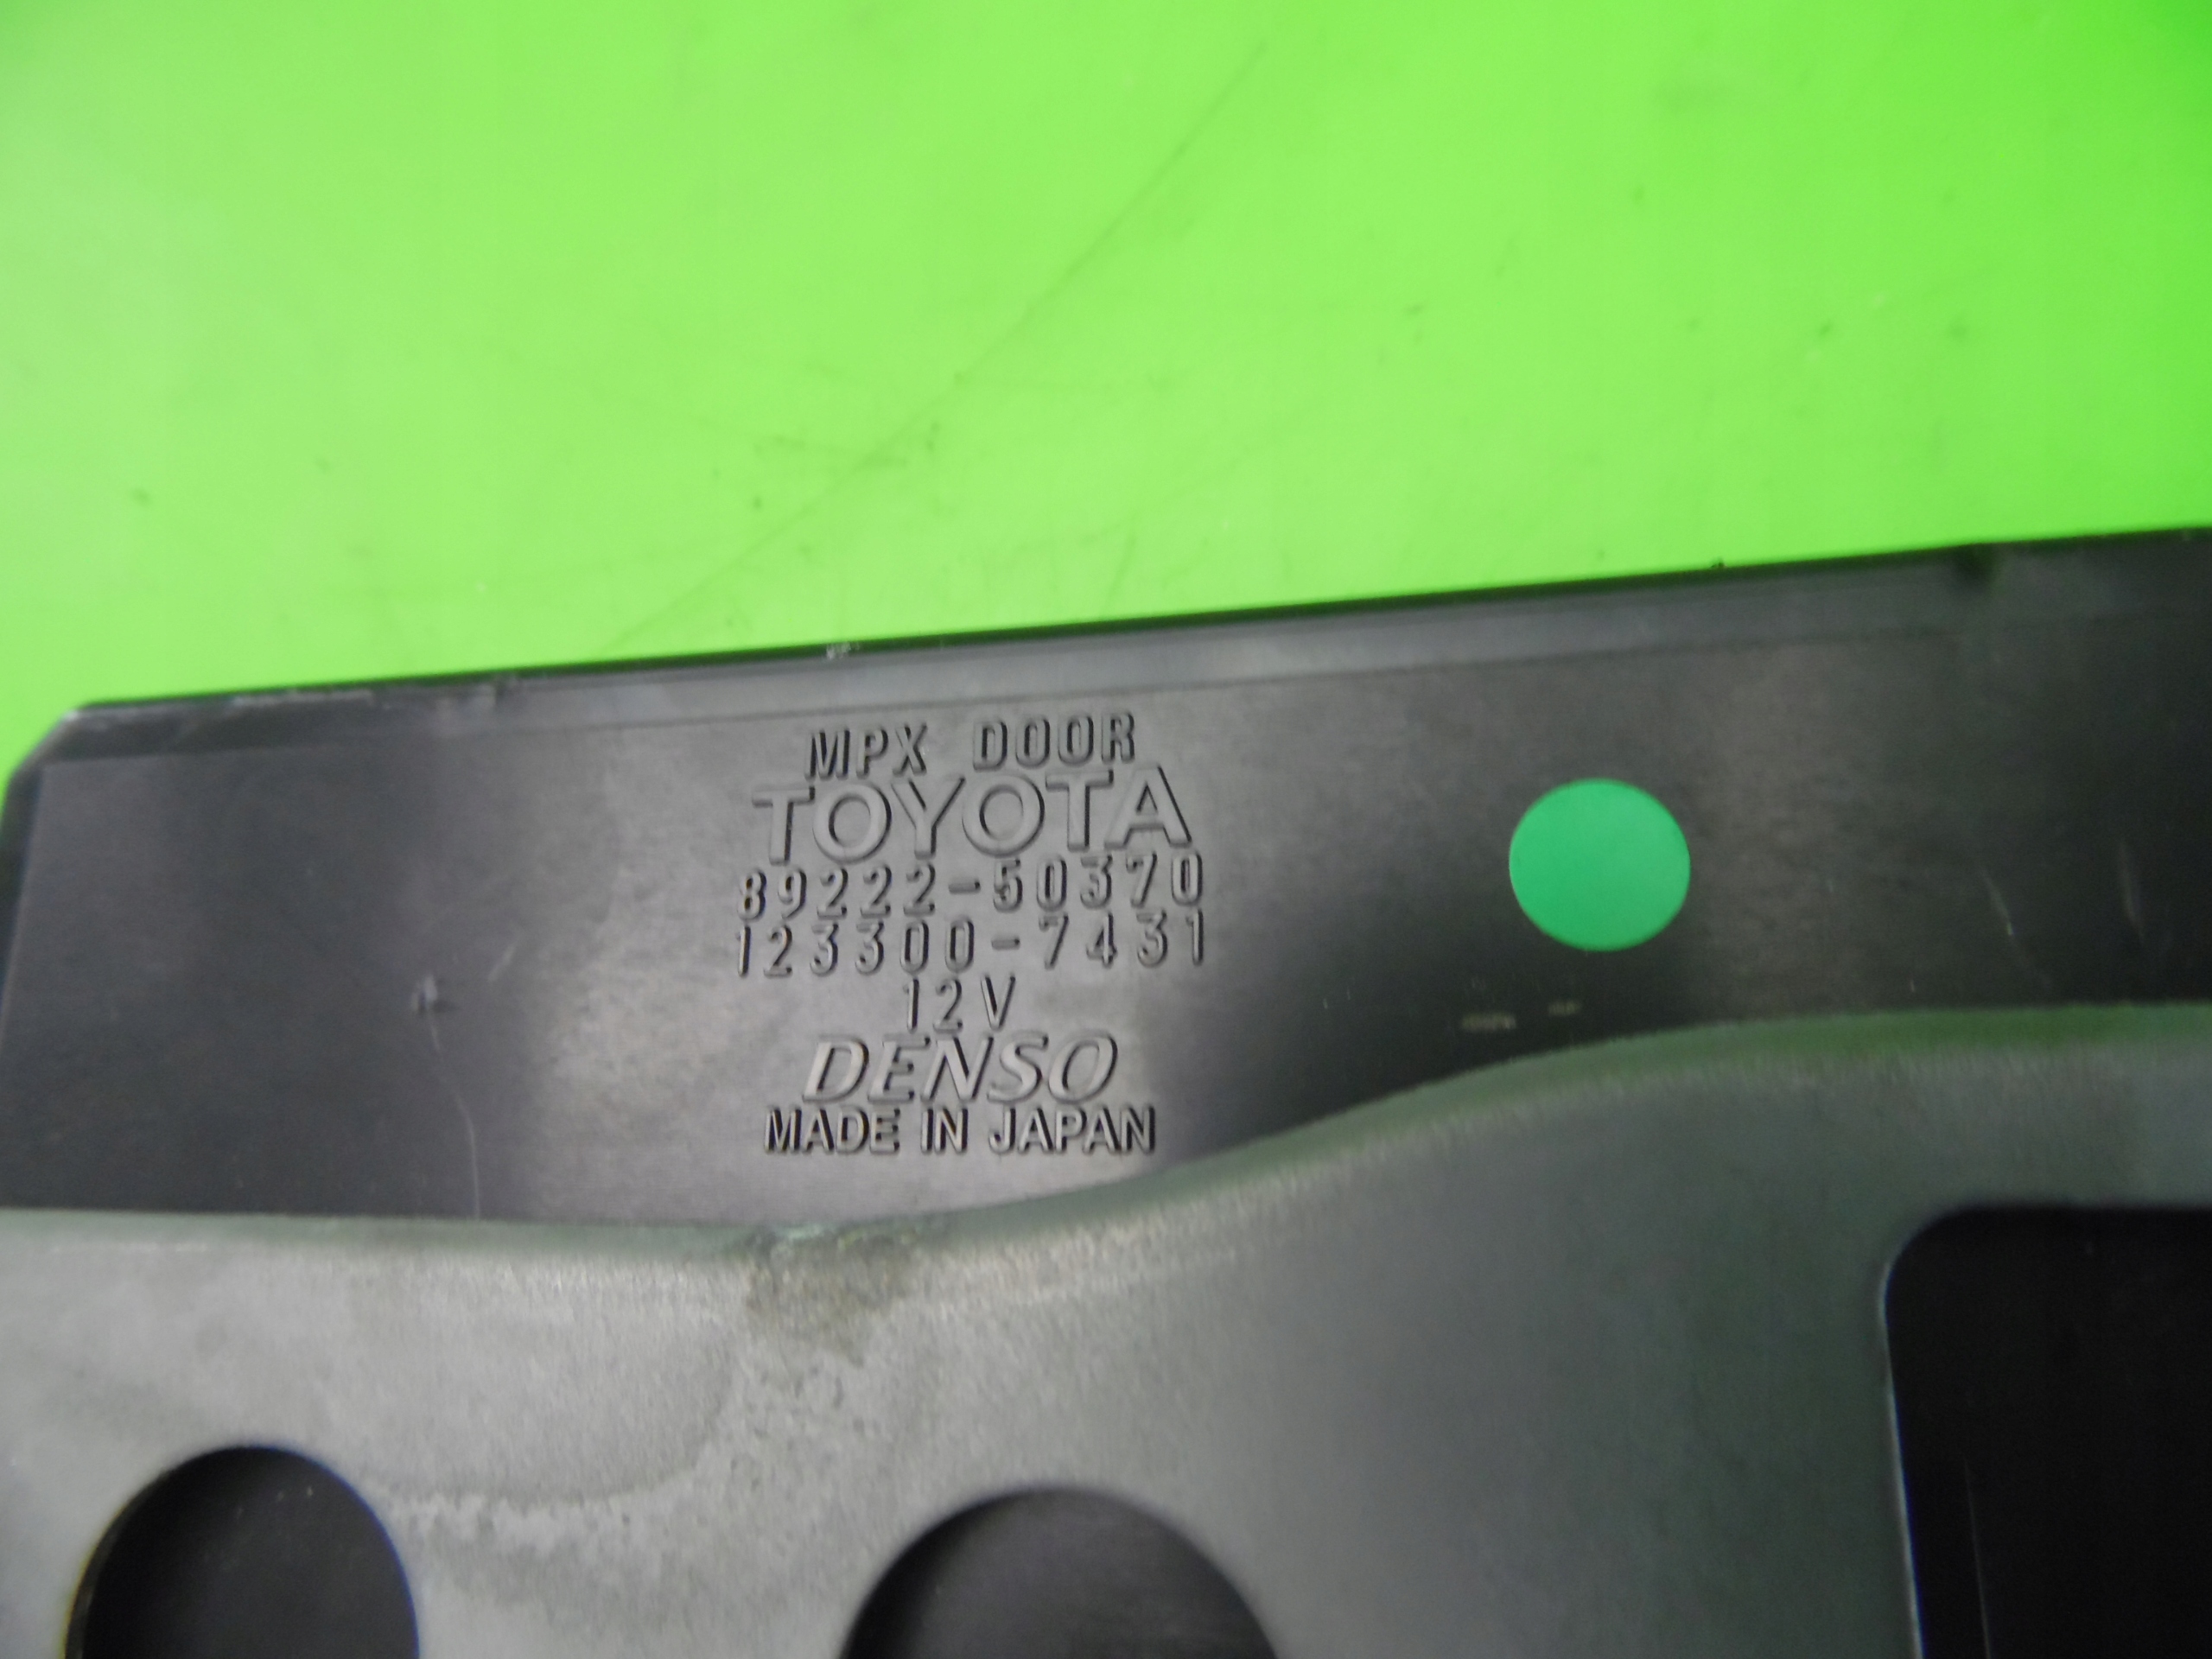 MPX DOOR
TOYOTA
89222-50370
123300-7431
12V
DENSO
MADE IN JAPAN